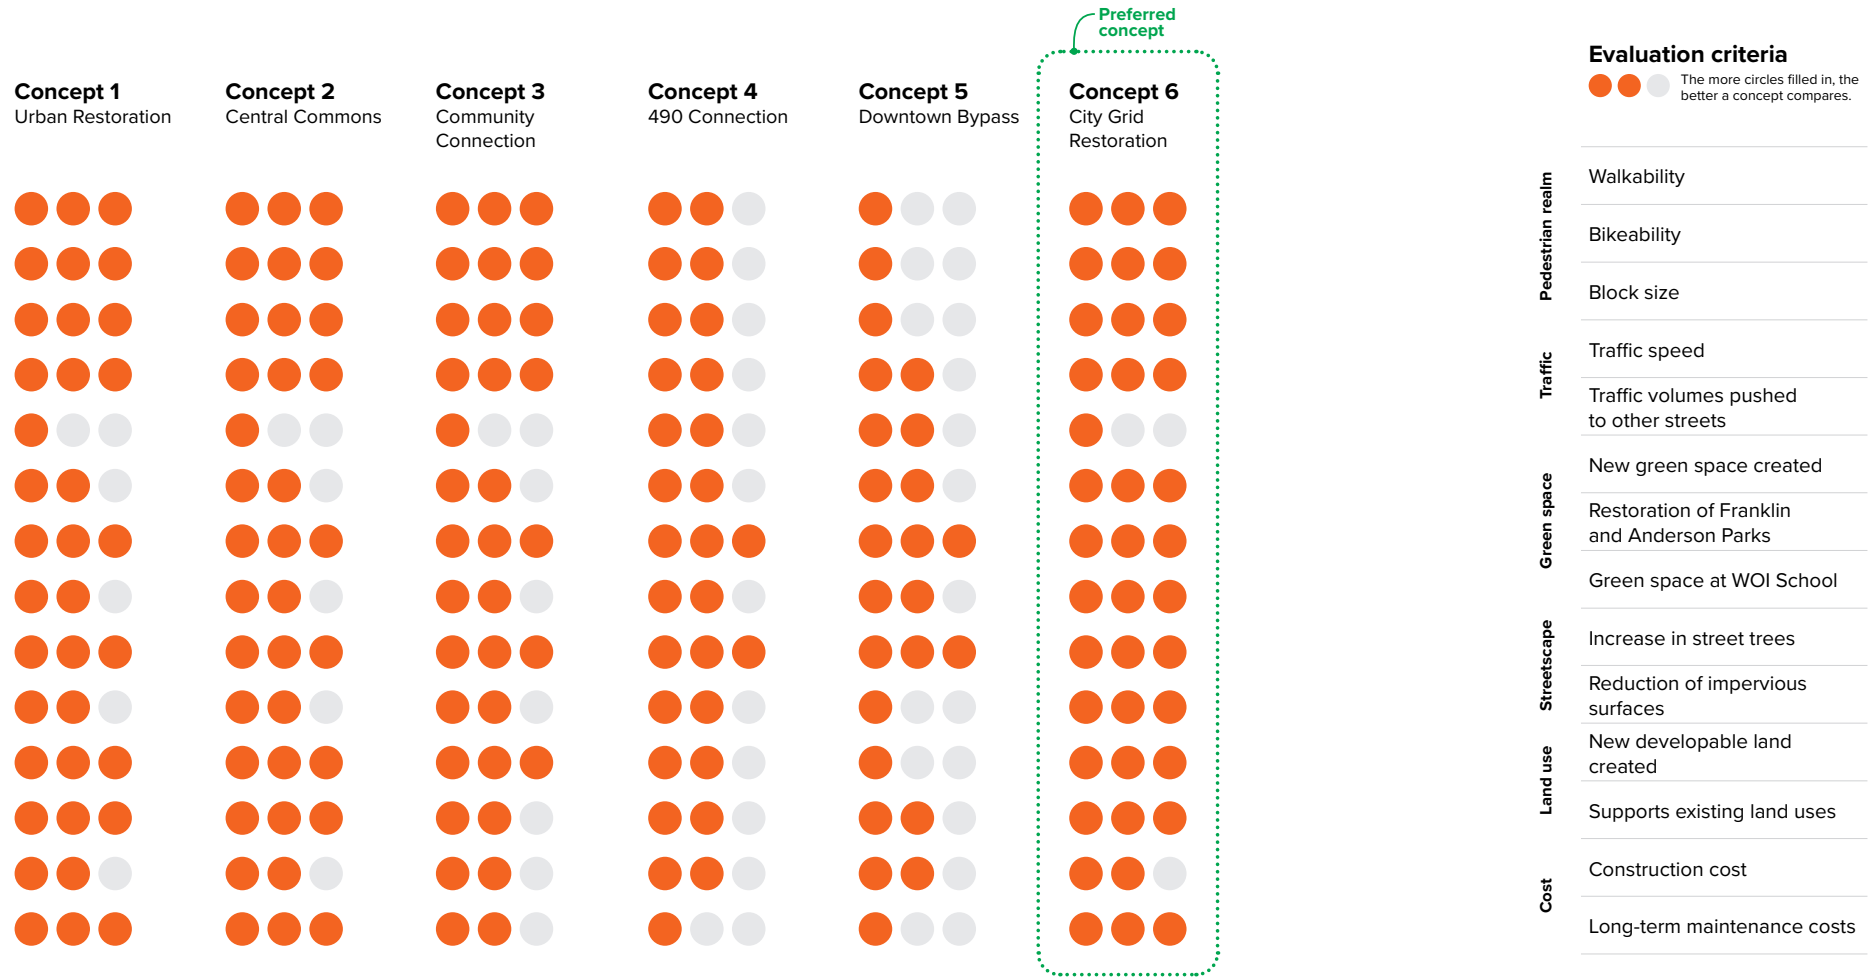 Preferred
concept
Concept 1
Urban Restoration
Concept 2
Central Commons
Concept 3
Community
Connection
Concept 4
490 Connection
Concept 5
Downtown Bypass
Concept 6
City Grid
Restoration
Evaluation criteria
The more circles filled in, the
better a concept compares.
Pedestrian realm
Walkability
Bikeability
Block size
Traffic
Traffic speed
Traffic volumes pushed
to other streets
Green space
New green space created
Restoration of Franklin
and Anderson Parks
Green space at WOI School
Streetscape
Increase in street trees
Reduction of impervious
surfaces
Land use
New developable land
created
Supports existing land uses
Cost
Construction cost
Long-term maintenance costs